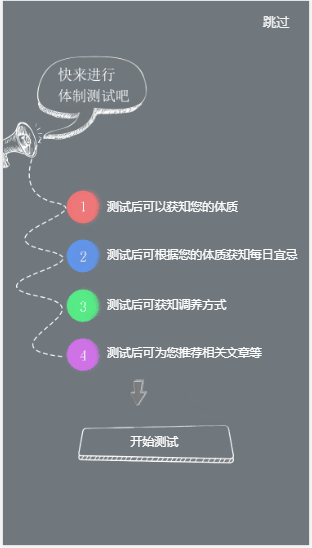 跳过
快来进行
体制测试吧
1 测试后可以获知您的体质
2 测试后可根据您的体质获知每日宜忌
3 测试后可获知调养方式
4 测试后可为您推荐相关文章等
开始测试